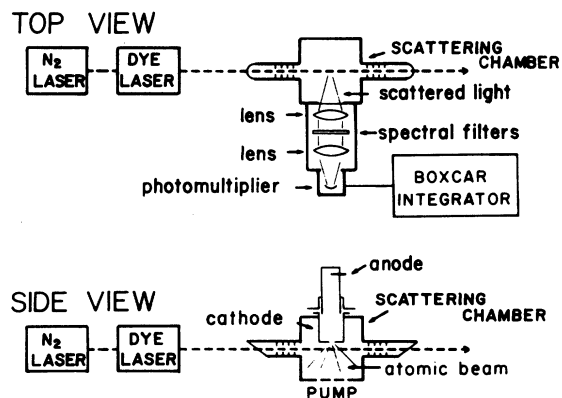 TOP VIEW
N2
LASER
DYE
LASER
SCATTERING
CHAMBER
scattered light
lens
spectral filters
lens
photomultiplier
BOXCAR
INTEGRATOR
anode
SIDE VIEW
SCATTERING
CHAMBER
cathode
N2
LASER
DYE
LASER
atomic beam
PUMP